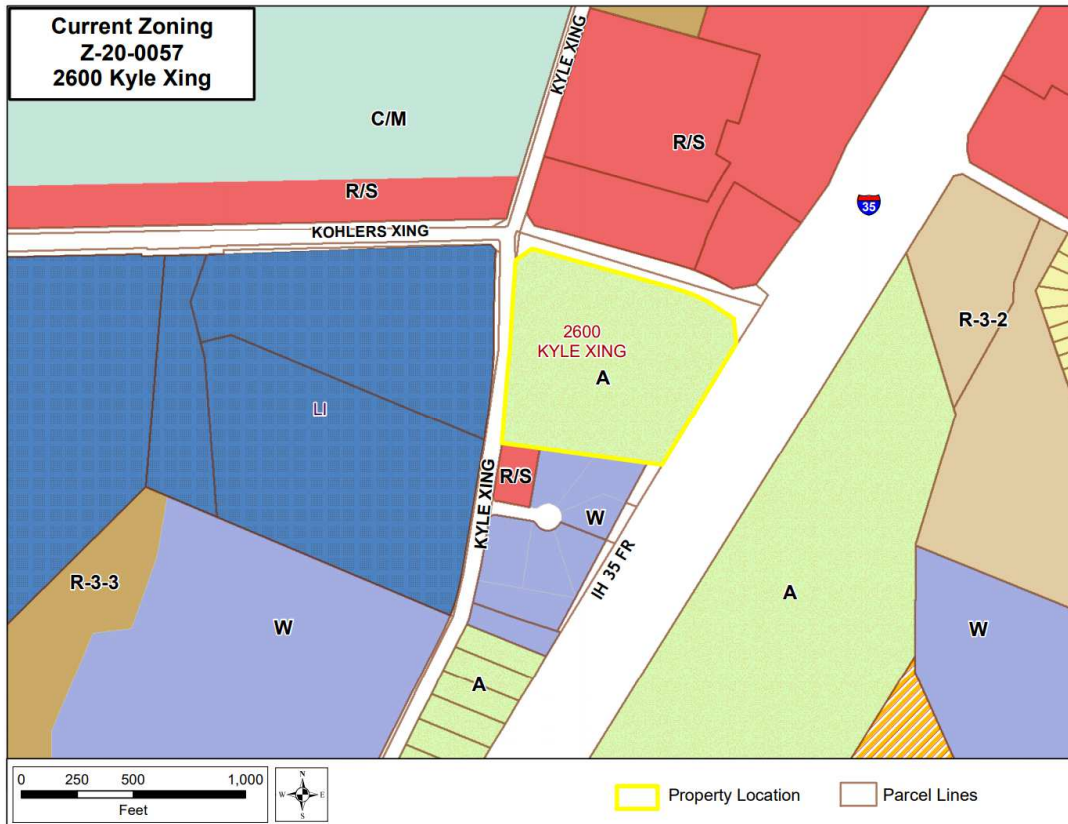 Current Zoning
Z-20-0057
2600 Kyle Xing
KYLE XING
C/M
R/S
R/S
35
KOHLERS XING
2600
KYLE XING
A
R-3-2
LI
R/S
KYLE XING
W
IH 35 FR
R-3-3
W
A
A
W
0 250 500 1,000
Feet
N
W E
S
Property Location
Parcel Lines